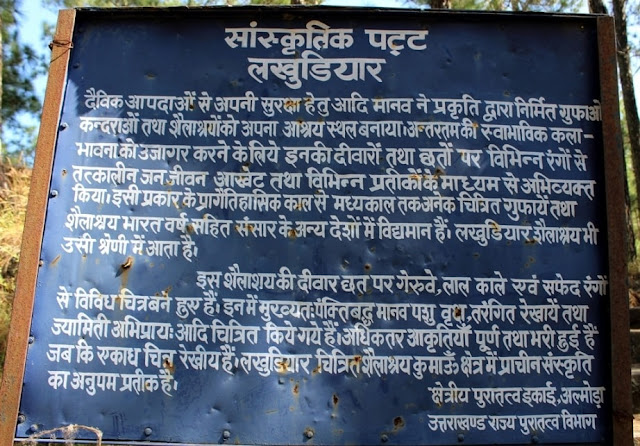 सांस्कृतिक पट्ट
लखुडियार
दैविक आपदाओं से अपनी सुरक्षा हेतु आदि मानव ने प्रकृति द्वारा निर्मित गुफाओं
कन्दराओं तथा शैलाश्रयों को अपना आश्रय स्थल बनाया। अन्तरतम की स्वाभाविक कला-
भावना को उजागर करने के लिये इनकी दीवारों तथा छतों पर विभिन्न रंगों से
तत्कालीन जन जीवन आखेट तथा विभिन्न प्रतीकों के माध्यम से अभिव्यक्त
किया। इसी प्रकार के प्रागैतिहासिक काल से मध्य काल तक अनेक चित्रित गुफायें तथा
शैलाश्रय भारत वर्ष सहित संसार के अन्य देशों में विद्यमान हैं। लखुडियार शैलाश्रय भी
उसी श्रेणी में आता है।
इस शैलाशय की दीवार छत पर गेरुवे, लाल काले एवं सफेद रंगों
से विविध चित्र बने हुए हैं। इन में मुख्यतः पंक्तिबद्ध मानव पशु वृक्ष, तरंगित रेखायें तथा
ज्यामिती अभिप्रायः आदि चित्रित किये गये हैं। अधिकतर आकृतियाँ पूर्ण तथा भरी हुई हैं
जब कि एकाध चित्र रेखीय हैं। लखुडियार चित्रित शैलाश्रय कुमाऊँ क्षेत्र में प्राचीन संस्कृति
का अनुपम प्रतीक है।
क्षेत्रीय पुरातत्व इकाई, अल्मोड़ा
उत्तराखण्ड राज्य पुरातत्व विभाग